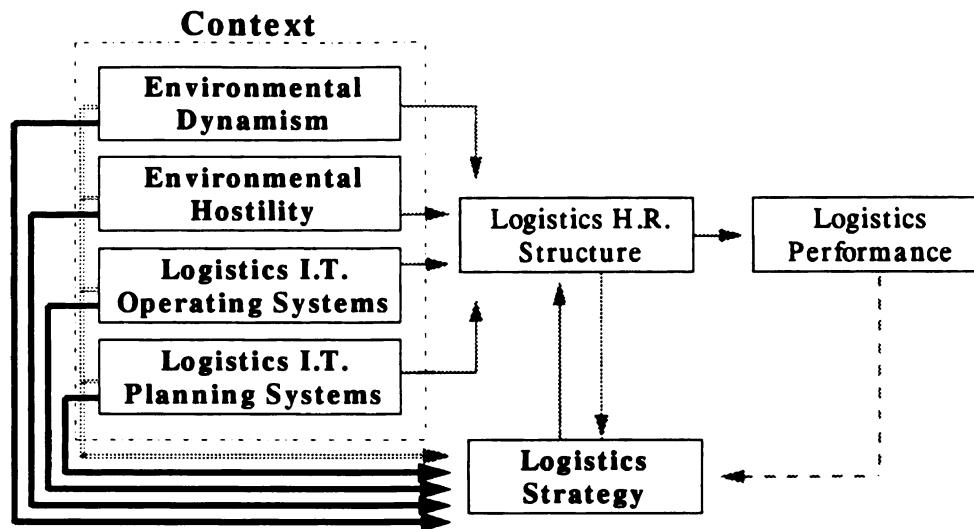 Context
Environmental
Dynamism
Environmental
Hostility
Logistics I.T.
Operating Systems
Logistics I.T.
Planning Systems
Logistics H.R.
Structure
Logistics
Performance
Logistics
Strategy